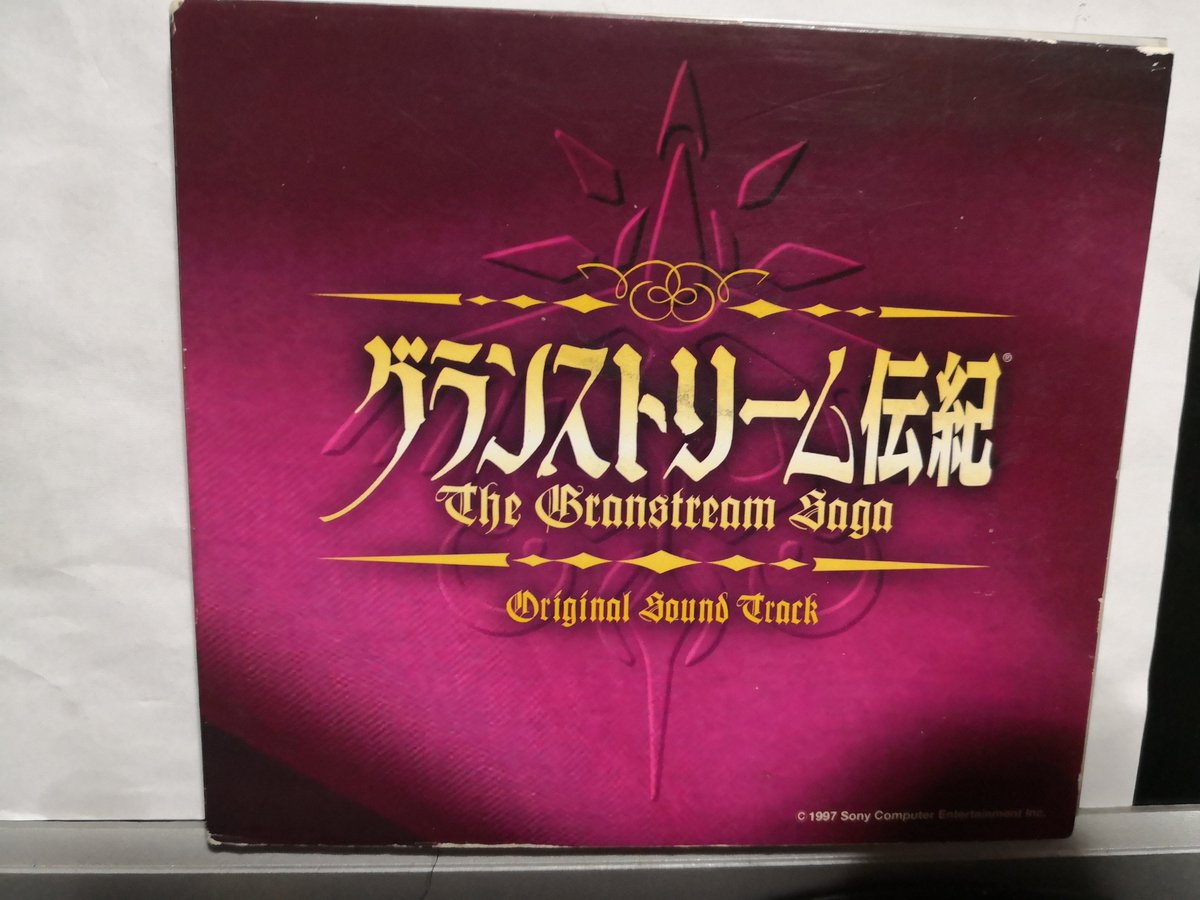 グランストリーム伝紀®
The Granstream Saga
Original Sound Track
© 1997 Sony Computer Entertainment Inc.